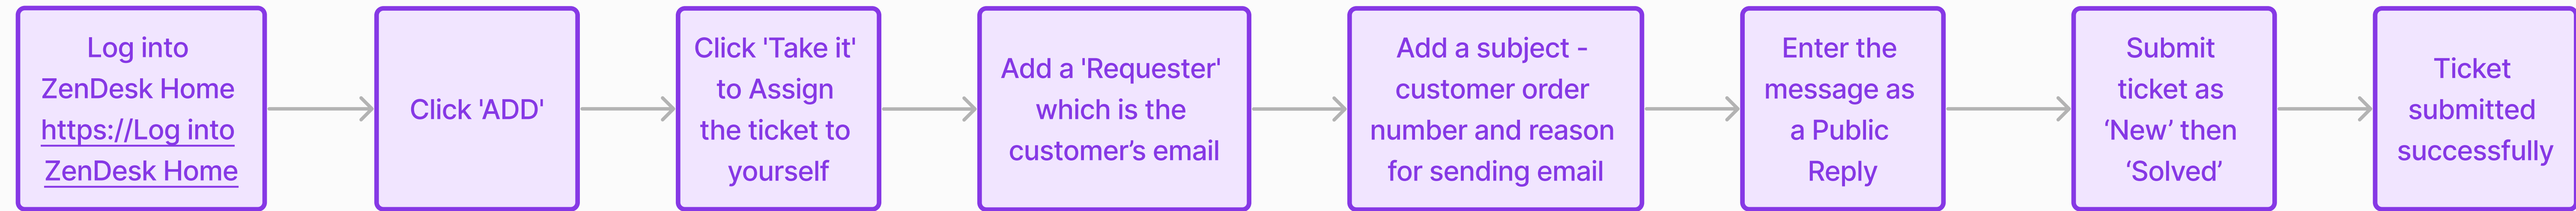 Log into
ZenDesk Home
https://Log into
ZenDesk Home
Click 'ADD'
Click 'Take it'
to Assign
the ticket to
yourself
Add a 'Requester'
which is the
customer’s email
Add a subject -
customer order
number and reason
for sending email
Enter the
message as
a Public
Reply
Submit
ticket as
‘New’ then
‘Solved’
Ticket
submitted
successfully